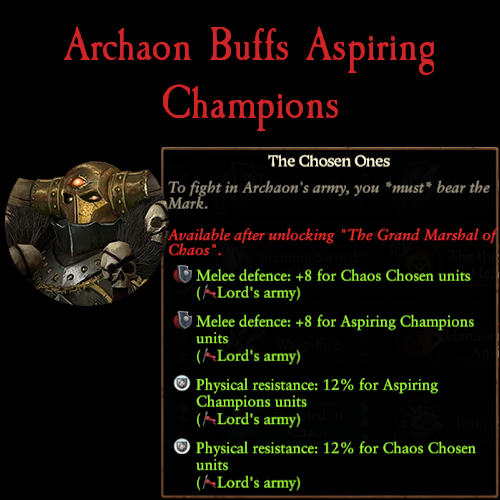 Archaon Buffs Aspiring
Champions
The Chosen Ones
To fight in Archaon's army, you *must* bear the
Mark.
Available after unlocking "The Grand Marshal of
Chaos".
Melee defence: +8 for Chaos Chosen units
(Lord's army)
Melee defence: +8 for Aspiring Champions
units
(Lord's army)
Physical resistance: 12% for Aspiring
Champions units
(Lord's army)
Physical resistance: 12% for Chaos Chosen
units
(Lord's army)